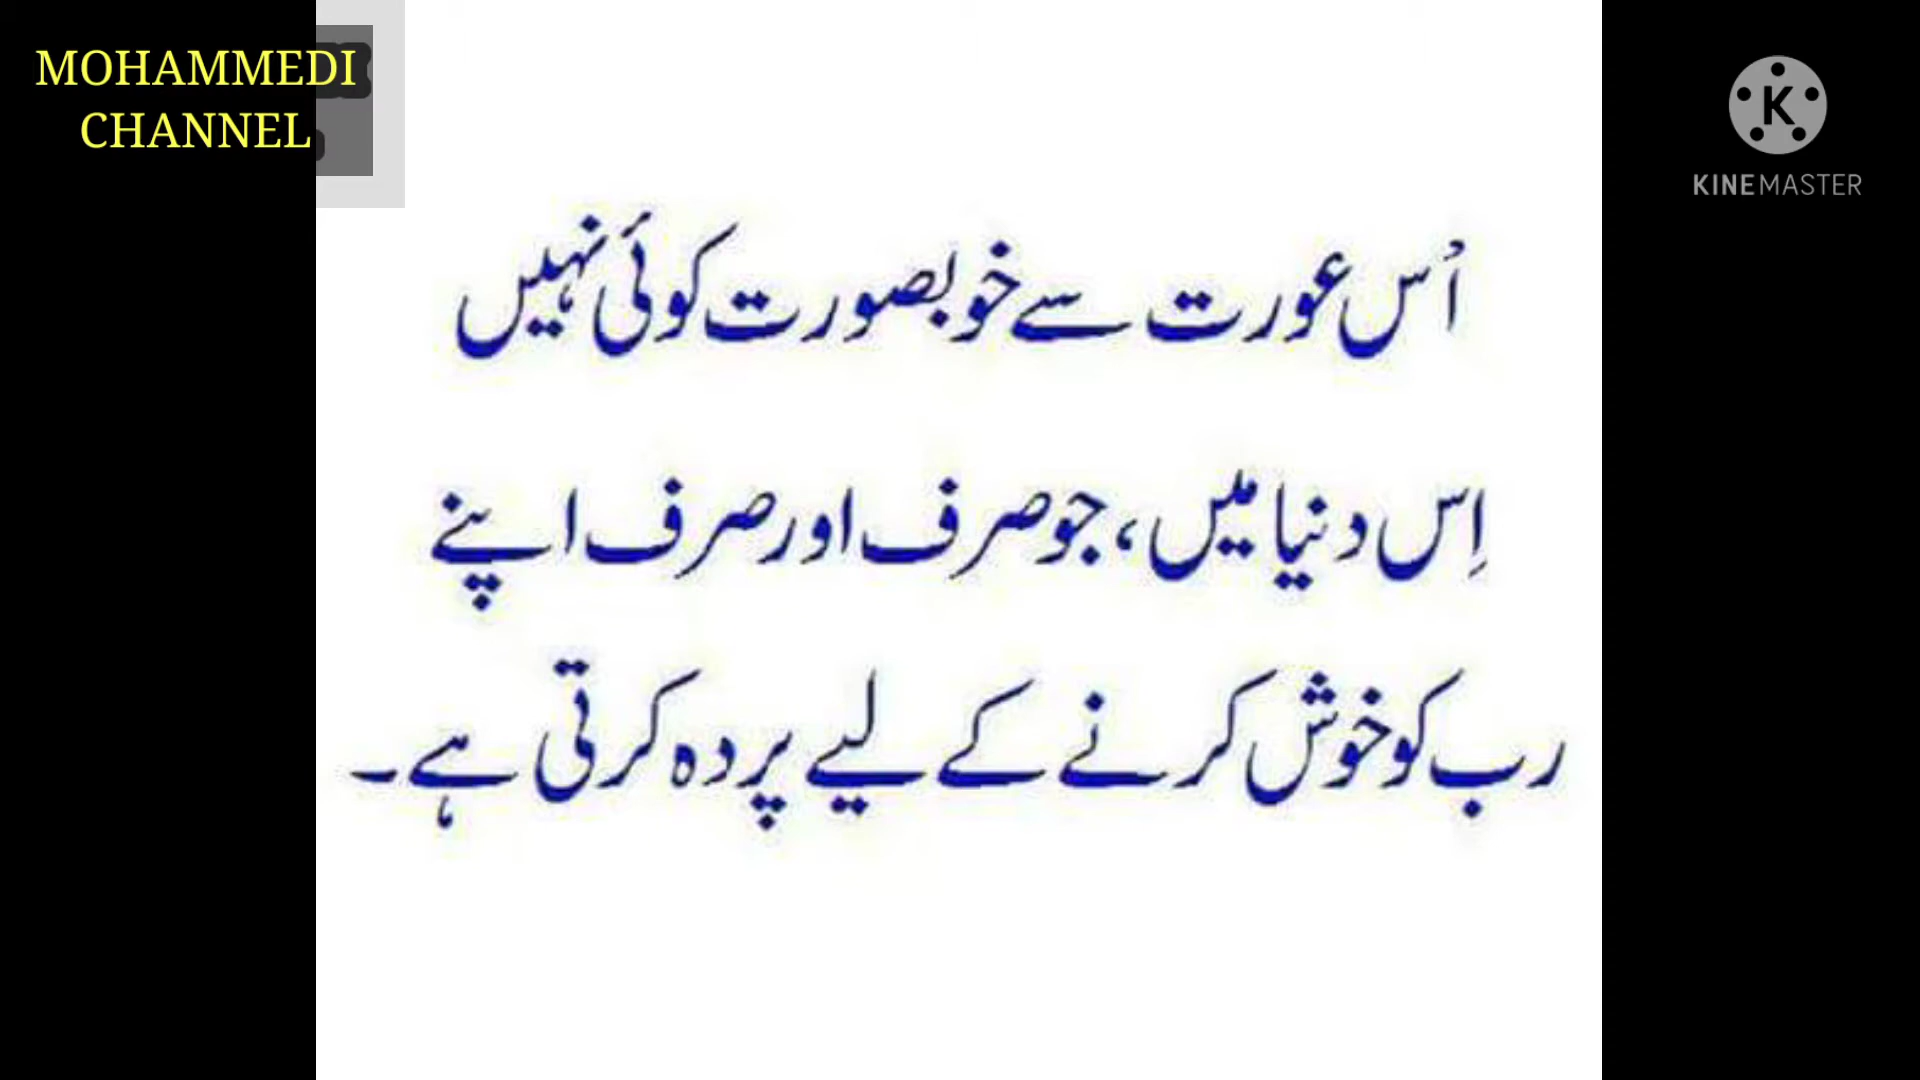 MOHAMMEDI
CHANNEL
KINEMASTER
اُس عورت سے خوبصورت کوئی نہیں
اِس دنیا میں، جو صرف اور صرف اپنے
رب کو خوش کرنے کے لیے پردہ کرتی ہے۔